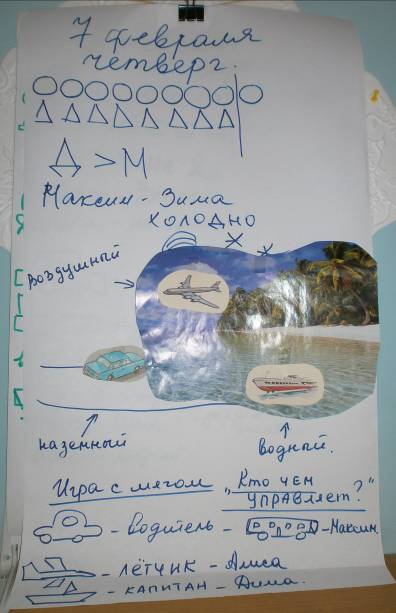 7 февраля
четверг.
Д > М
Максим - Зима
холодно
воздушный
наземный
водный.
Игра с мячом „Кто чем управляет?"
- водитель - - Максим.
- лётчик - Алиса
- капитан - Дима.